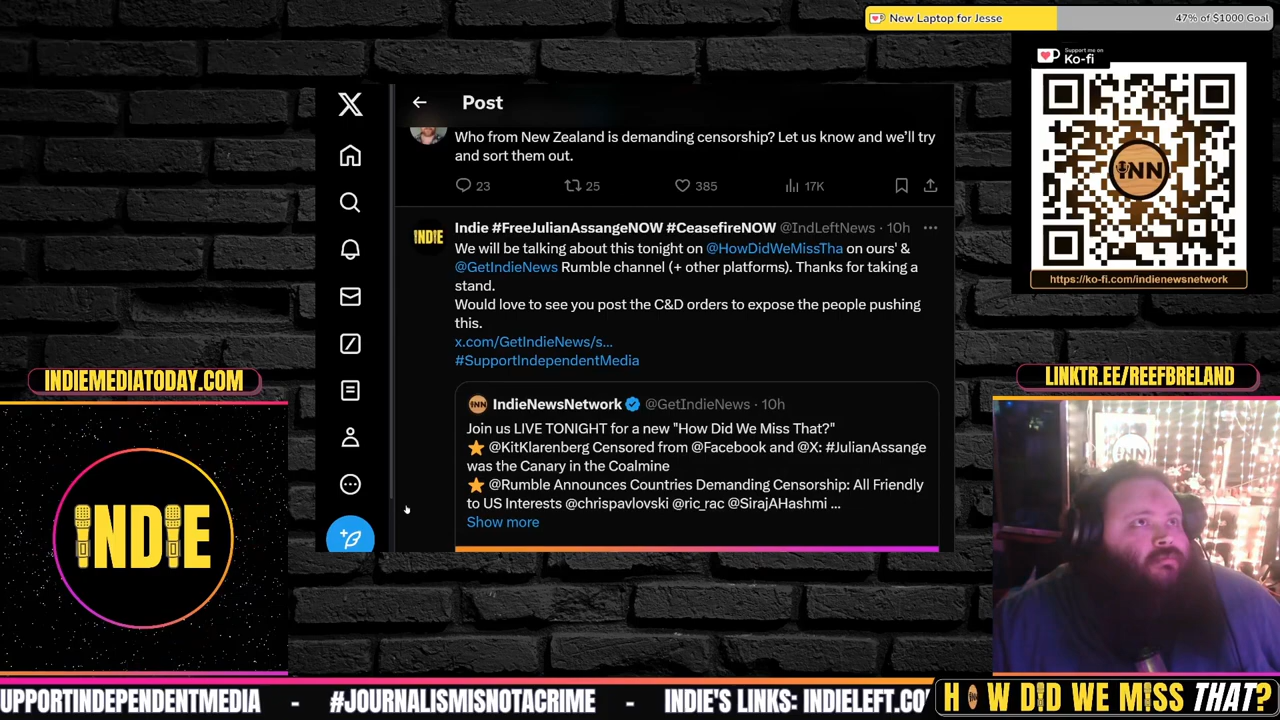 New Laptop for Jesse
47% of $1000 Goal
Support me on
Ko-fi
INN
https://ko-fi.com/indienewsnetwork
Post
Who from New Zealand is demanding censorship? Let us know and we'll try
and sort them out.
23 25 385 17K
INDIE
Indie #FreeJulianAssangeNOW #CeasefireNOW @IndLeftNews · 10h
We will be talking about this tonight on @HowDidWeMissTha on ours' &
@GetIndieNews Rumble channel (+ other platforms). Thanks for taking a
stand.
Would love to see you post the C&D orders to expose the people pushing
this.
x.com/GetIndieNews/s...
#SupportIndependentMedia
INN IndieNewsNetwork @GetIndieNews · 10h
Join us LIVE TONIGHT for a new "How Did We Miss That?"
⭐ @KitKlarenberg Censored from @Facebook and @X: #JulianAssange
was the Canary in the Coalmine
⭐ @Rumble Announces Countries Demanding Censorship: All Friendly
to US Interests @chrispavlovski @ric_rac @SirajAHashmi ...
Show more
INDIEMEDIATODAY.COM
INDIE
LINKTR.EE/REEFBRELAND
UPPORTINDEPENDENTMEDIA - #JOURNALISMISNOTACRIME - INDIE'S LINKS: INDIELEFT.CO
HOW DID WE MISS THAT?